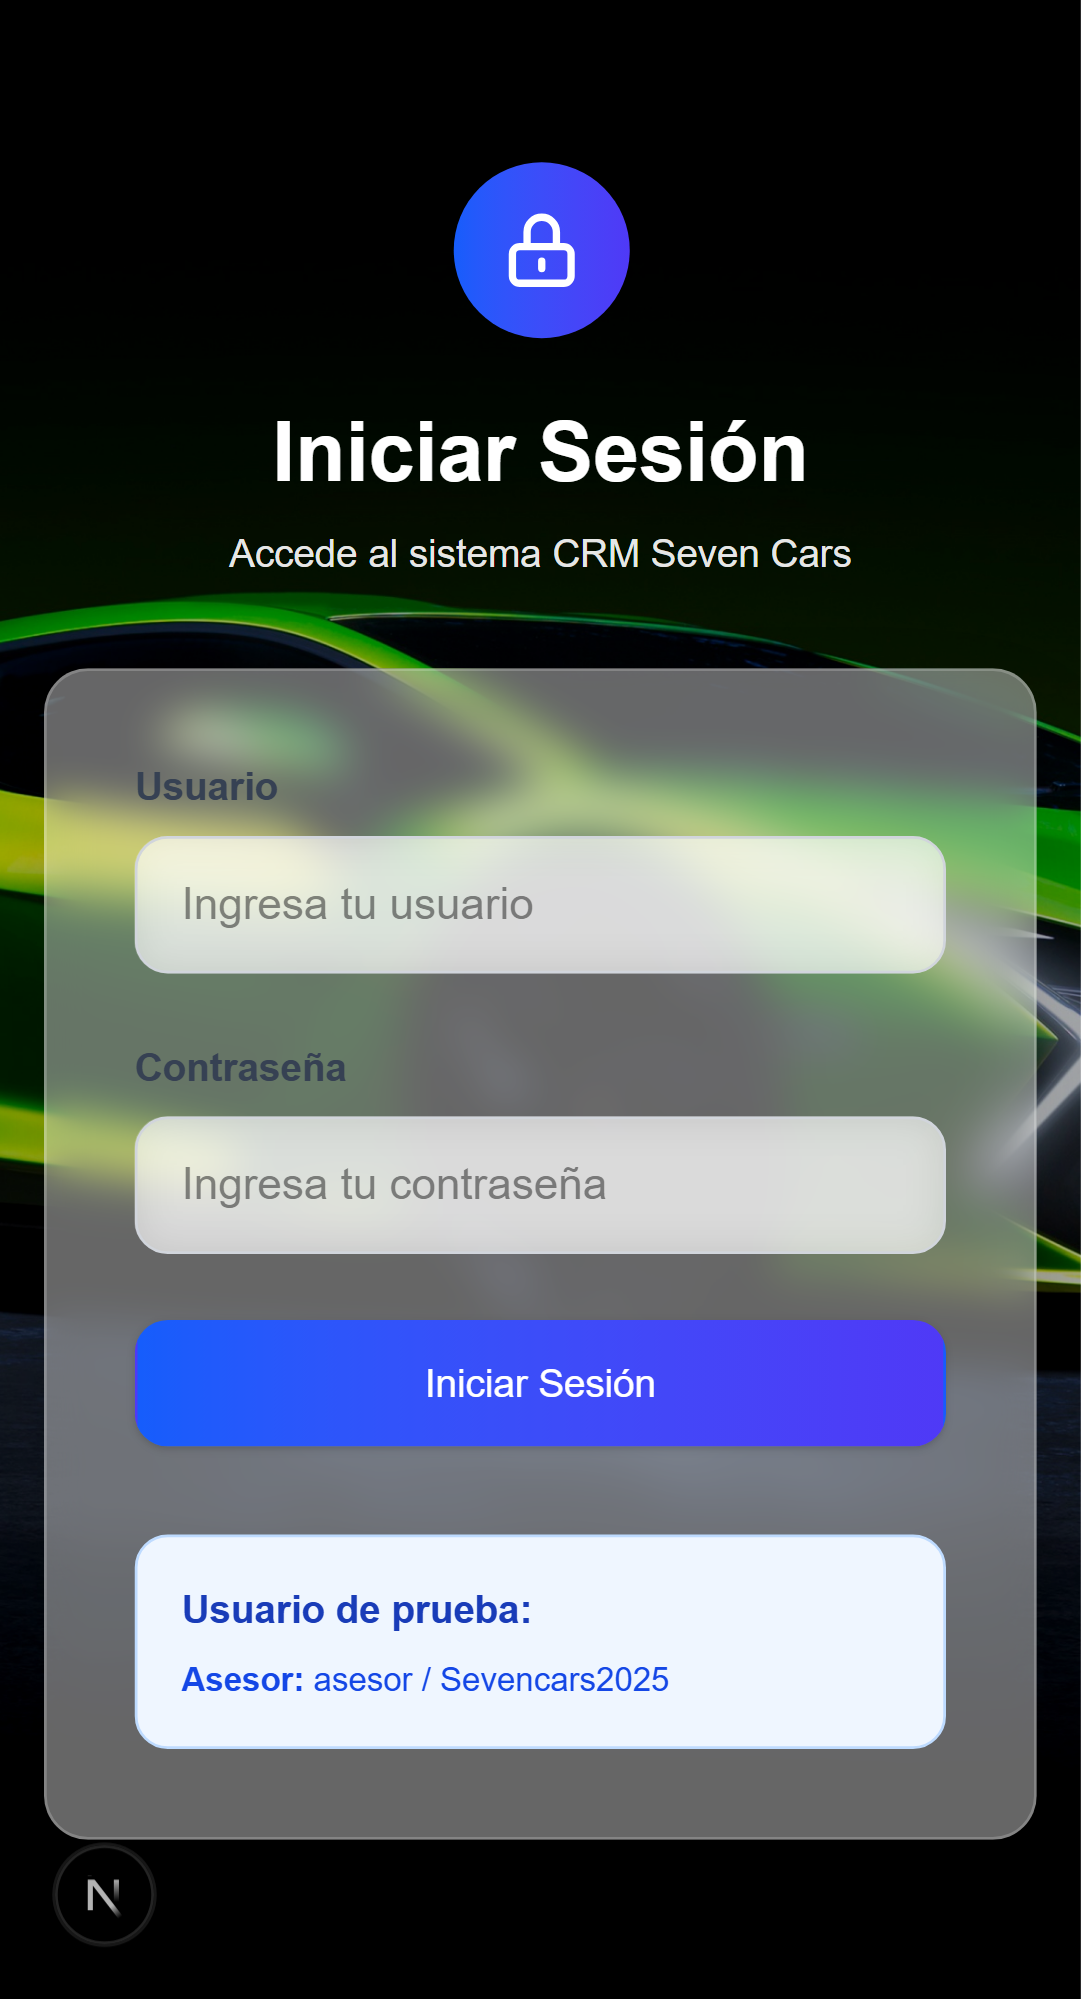 Iniciar Sesión
Accede al sistema CRM Seven Cars
Usuario
Ingresa tu usuario
Contraseña
Ingresa tu contraseña
Iniciar Sesión
Usuario de prueba:
Asesor: asesor / Sevencars2025
N